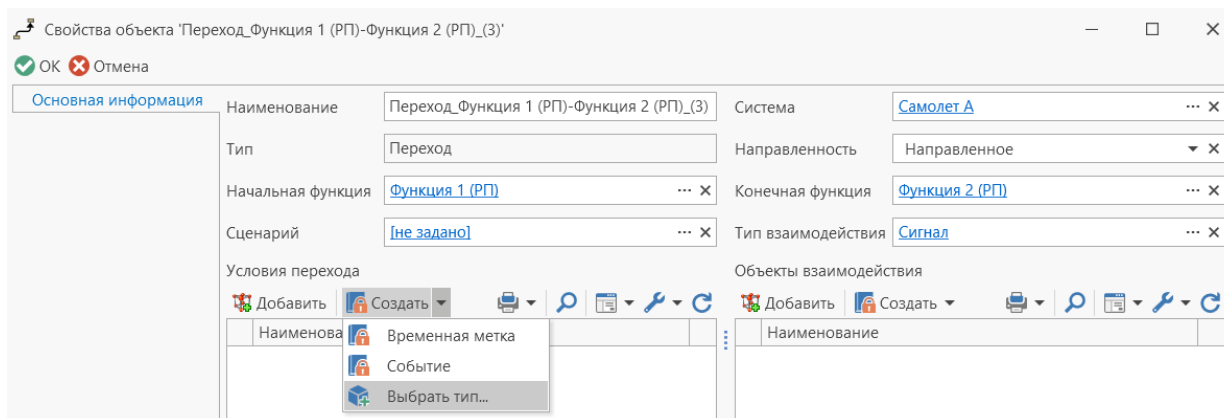 Свойства объекта 'Переход_Функция 1 (РП)-Функция 2 (РП)_(3)'
ОК Отмена
Основная информация
Наименование Переход_Функция 1 (РП)-Функция 2 (РП)_(3) Система Самолет А ...
Тип Переход Направленность Направленное
Начальная функция Функция 1 (РП) ... Конечная функция Функция 2 (РП) ...
Сценарий [не задано] ... Тип взаимодействия Сигнал ...
Условия перехода Объекты взаимодействия
Добавить Создать Добавить Создать
Наименова Наименование
Временная метка
Событие
Выбрать тип...